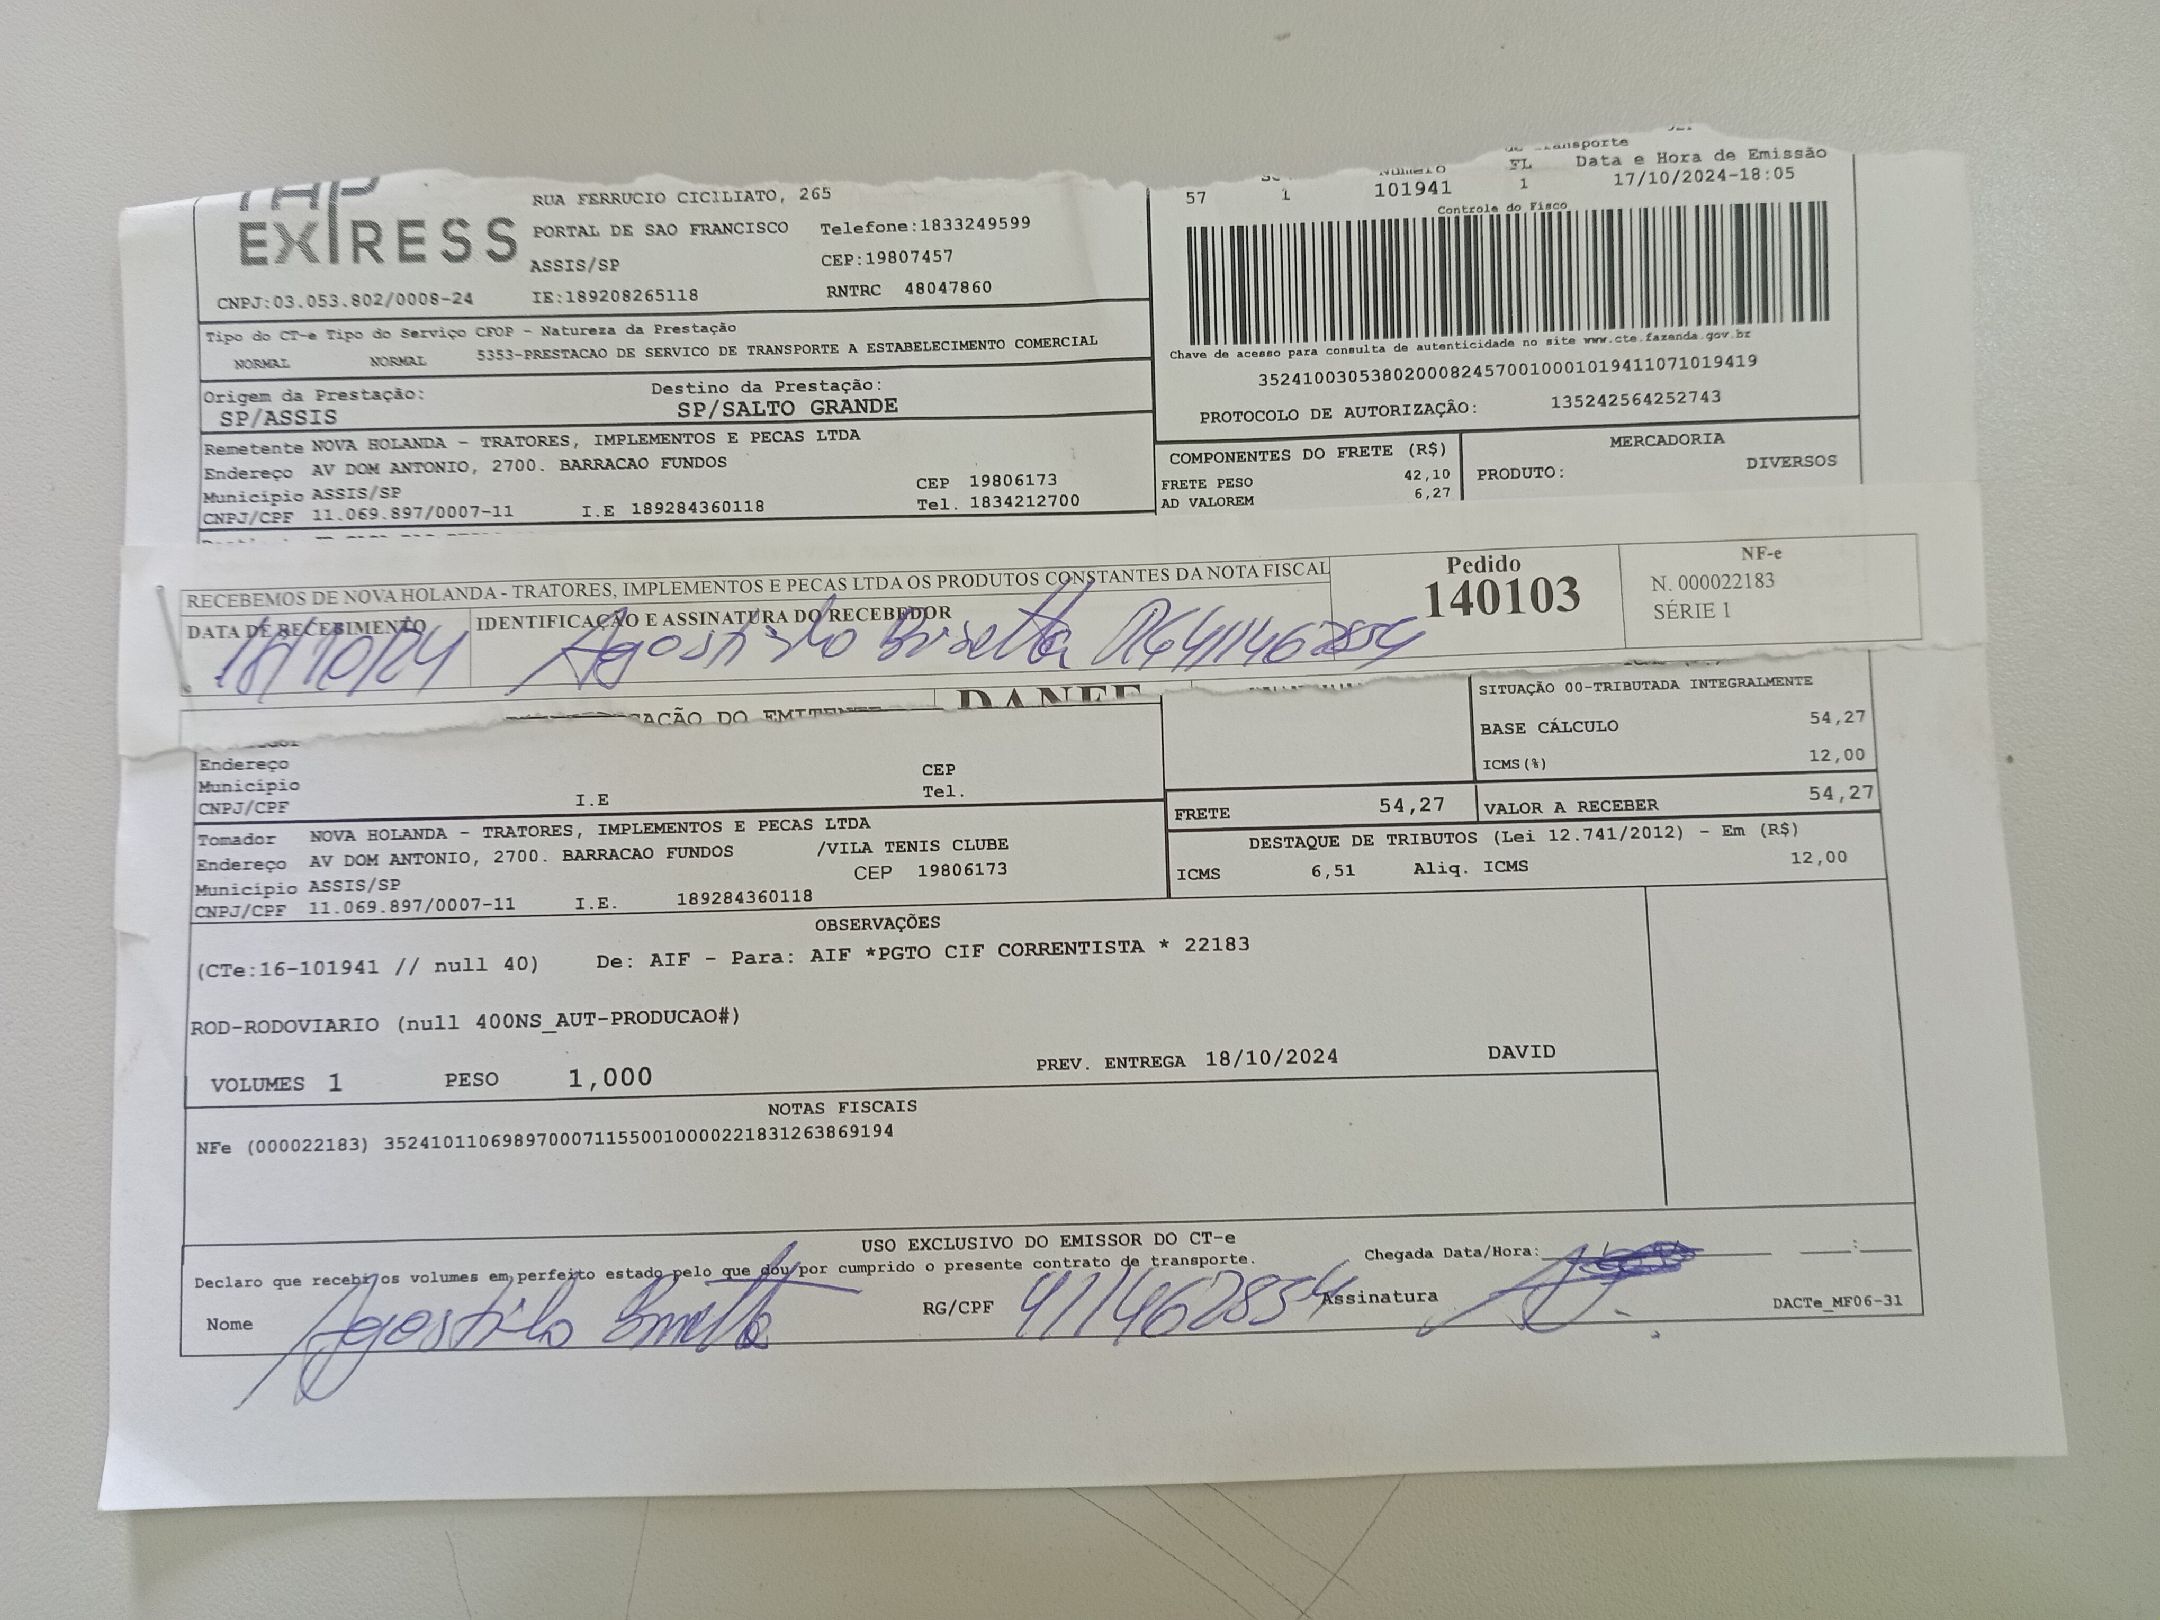 EXPRESS
RUA FERRUCIO CICILIATO, 265
PORTAL DE SAO FRANCISCO Telefone:1833249599
ASSIS/SP CEP:19807457
CNPJ:03.053.802/0008-24 IE:189208265118 RNTRC 48047860
FL Data e Hora de Emissão
57 1 101941 1 17/10/2024-18:05
Controle do Fisco
Tipo do CT-e Tipo do Serviço CFOP - Natureza da Prestação
NORMAL NORMAL 5353-PRESTACAO DE SERVICO DE TRANSPORTE A ESTABELECIMENTO COMERCIAL
Chave de acesso para consulta de autenticidade no site www.cte.fazenda.gov.br
35241003053802000824570010001019411071019419
PROTOCOLO DE AUTORIZAÇÃO: 135242564252743
Origem da Prestação: Destino da Prestação:
SP/ASSIS SP/SALTO GRANDE
Remetente NOVA HOLANDA - TRATORES, IMPLEMENTOS E PECAS LTDA
Endereço AV DOM ANTONIO, 2700. BARRACAO FUNDOS
Município ASSIS/SP CEP 19806173
CNPJ/CPF 11.069.897/0007-11 I.E 189284360118 Tel. 1834212700
COMPONENTES DO FRETE (R$) MERCADORIA
FRETE PESO 42,10 PRODUTO: DIVERSOS
AD VALOREM 6,27
RECEBEMOS DE NOVA HOLANDA - TRATORES, IMPLEMENTOS E PECAS LTDA OS PRODUTOS CONSTANTES DA NOTA FISCAL
DATA DE RECEBIMENTO IDENTIFICAÇÃO E ASSINATURA DO RECEBEDOR
18/10/24 Agostinho
Pedido
140103
NF-e
N. 000022183
SÉRIE 1
DANFE
SITUAÇÃO 00-TRIBUTADA INTEGRALMENTE
BASE CÁLCULO 54,27
ICMS(%) 12,00
Endereço
Município CEP
CNPJ/CPF I.E Tel.
FRETE 54,27 VALOR A RECEBER 54,27
Tomador NOVA HOLANDA - TRATORES, IMPLEMENTOS E PECAS LTDA
Endereço AV DOM ANTONIO, 2700. BARRACAO FUNDOS /VILA TENIS CLUBE
Município ASSIS/SP CEP 19806173
CNPJ/CPF 11.069.897/0007-11 I.E. 189284360118
DESTAQUE DE TRIBUTOS (Lei 12.741/2012) - Em (R$)
ICMS 6,51 Aliq. ICMS 12,00
OBSERVAÇÕES
(CTe:16-101941 // null 40) De: AIF - Para: AIF *PGTO CIF CORRENTISTA * 22183
ROD-RODOVIARIO (null 400NS_AUT-PRODUCAO#)
VOLUMES 1 PESO 1,000 PREV. ENTREGA 18/10/2024 DAVID
NOTAS FISCAIS
NFe (000022183) 35241011069897000711550010000221831263869194
USO EXCLUSIVO DO EMISSOR DO CT-e
Declaro que recebi os volumes em perfeito estado pelo que dou por cumprido o presente contrato de transporte.
Chegada Data/Hora: :
Nome Agostinho RG/CPF 411462854 Assinatura
DACTe_MF06-31